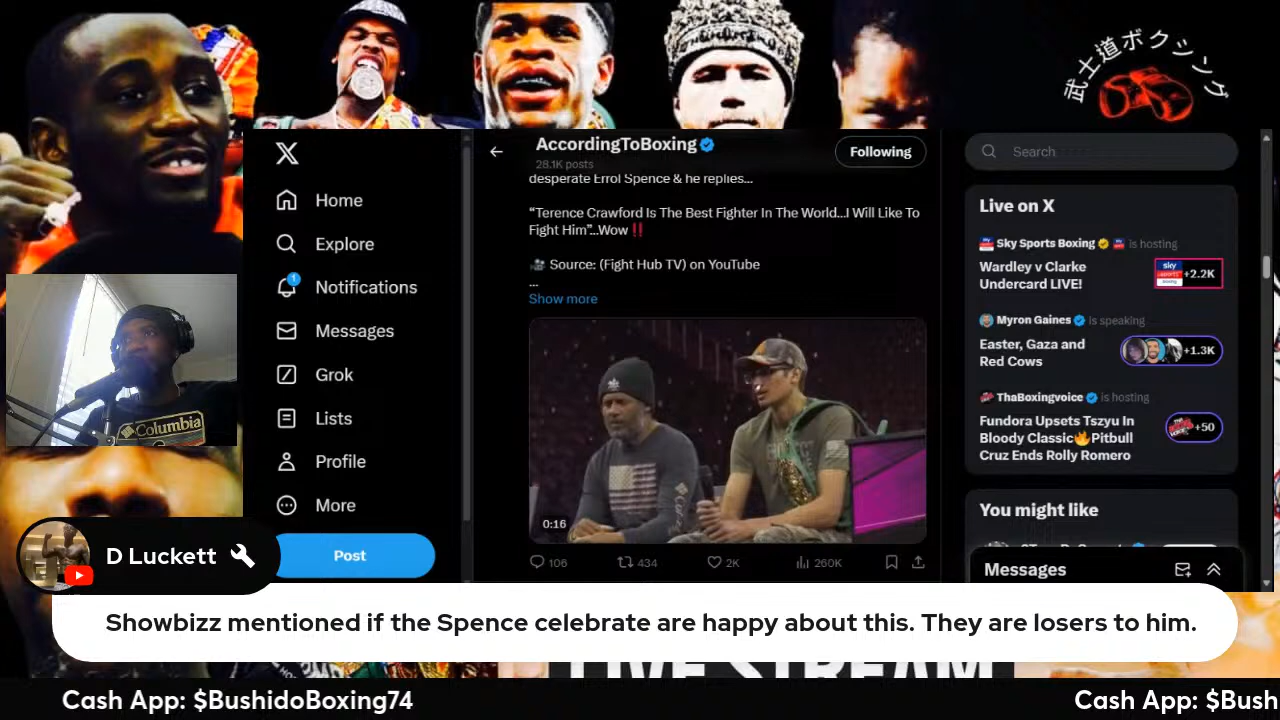 武士道ボクシング
AccordingToBoxing
28.1K posts
Following
Search
Home
Explore
1
Notifications
Messages
Grok
Lists
Profile
More
Post
desperate Errol Spence & he replies...
“Terence Crawford Is The Best Fighter In The World...I Will Like To
Fight Him”...Wow ‼️
Source: (Fight Hub TV) on YouTube
...
Show more
0:16
106
434
2K
260K
Live on X
Sky Sports Boxing is hosting
Wardley v Clarke
Undercard LIVE!
sky
+2.2K
Myron Gaines is speaking
Easter, Gaza and
Red Cows
+1.3K
ThaBoxingvoice is hosting
Fundora Upsets Tszyu In
Bloody Classic🔥Pitbull
Cruz Ends Rolly Romero
+50
You might like
Messages
Columbia
D Luckett
Showbizz mentioned if the Spence celebrate are happy about this. They are losers to him.
LIVE STREAM
Cash App: $BushidoBoxing74
Cash App: $Bush